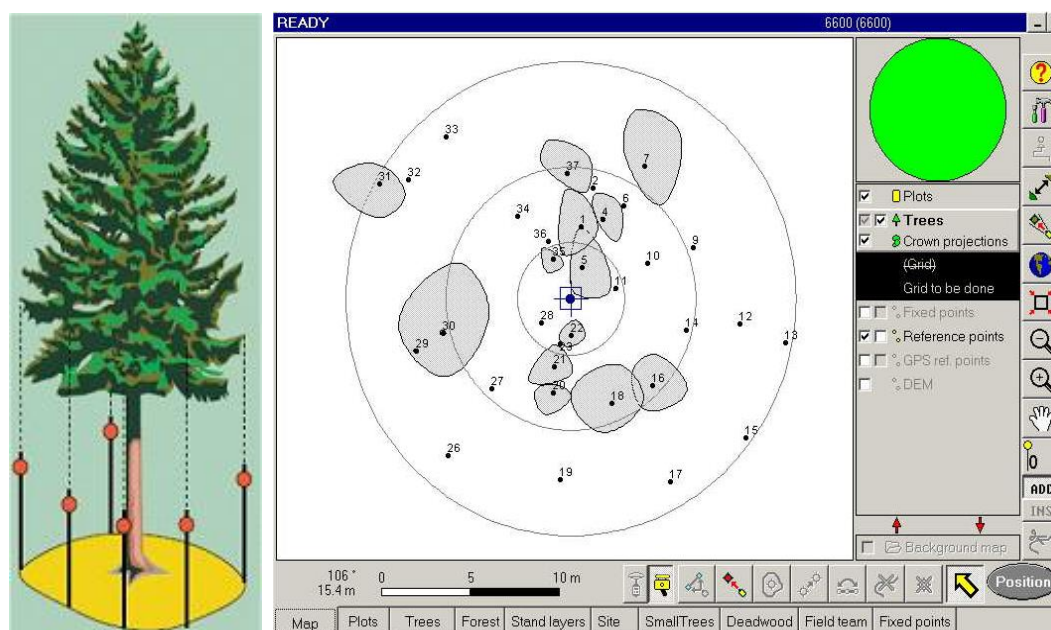 READY 6600 (6600)
33
31
32
37
7
2
34
1
4
6
36
35
5
9
10
11
28
22
23
14
12
13
30
29
21
20
27
18
16
15
26
19
17
Plots
Trees
Crown projections
(Grid)
Grid to be done
Fixed points
Reference points
GPS ref. points
DEM
Background map
?
0
ADD
INS
106 °
15.4 m
0 5 10 m
Position
Map Plots Trees Forest Stand layers Site SmallTrees Deadwood Field team Fixed points